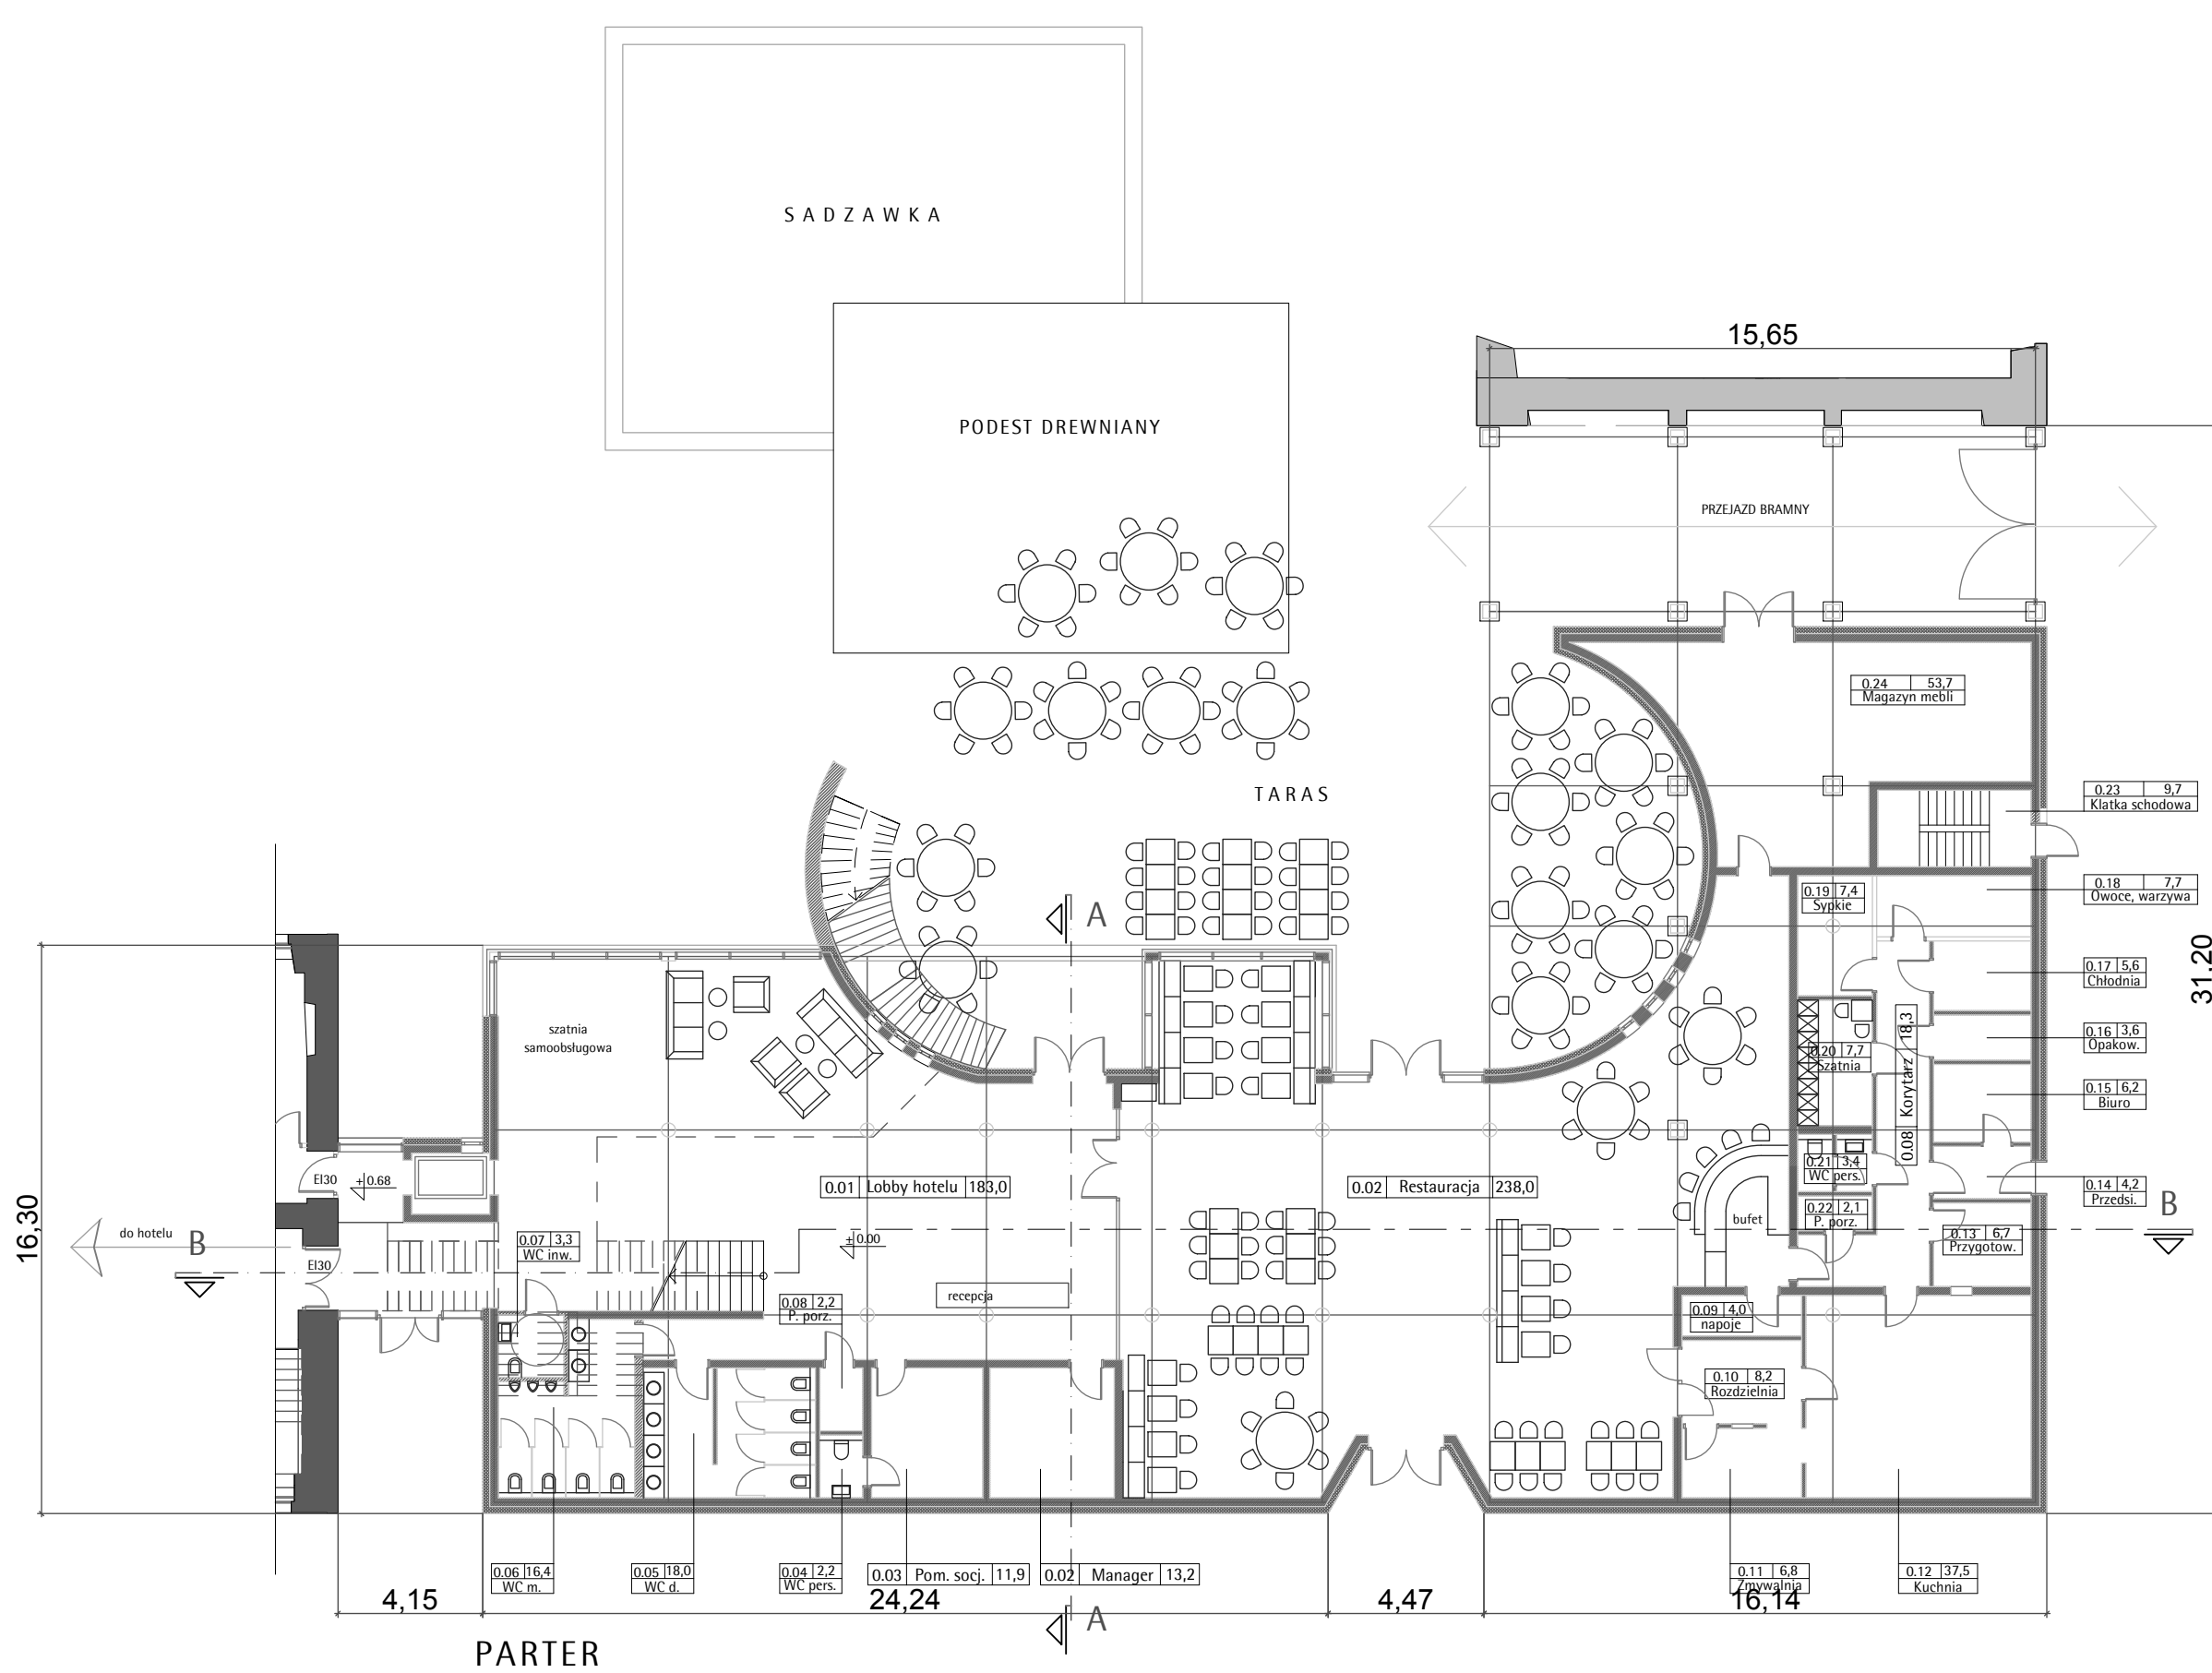 SADZAWKA
15,65
PODEST DREWNIANY
PRZEJAZD BRAMNY
0.24 53,7
Magazyn mebli
TARAS
0.23 9,7
Klatka schodowa
0.19 7,4
Sypkie
0.18 7,7
Owoce, warzywa
A
31,20
0.17 5,6
Chłodnia
szatnia
samoobsługowa
0.16 3,6
Opakow.
0.20 7,7
Szatnia
0.08 Korytarz 18,3
0.15 6,2
Biuro
0.21 3,4
WC pers.
EI30
+0.68
0.01 Lobby hotelu 183,0
0.02 Restauracja 238,0
0.14 4,2
Przedsi.
16,30
0.22 2,1
P. porz.
B
bufet
do hotelu
B
0.07 3,3
WC inw.
±0.00
0.13 6,7
Przygotow.
EI30
recepcja
0.08 2,2
P. porz.
0.09 4,0
napoje
0.10 8,2
Rozdzielnia
0.06 16,4
WC m.
0.05 18,0
WC d.
0.04 2,2
WC pers.
0.03 Pom. socj. 11,9
0.02 Manager 13,2
0.11 6,8
Zmywalnia
0.12 37,5
Kuchnia
4,15
24,24
4,47
16,14
A
PARTER